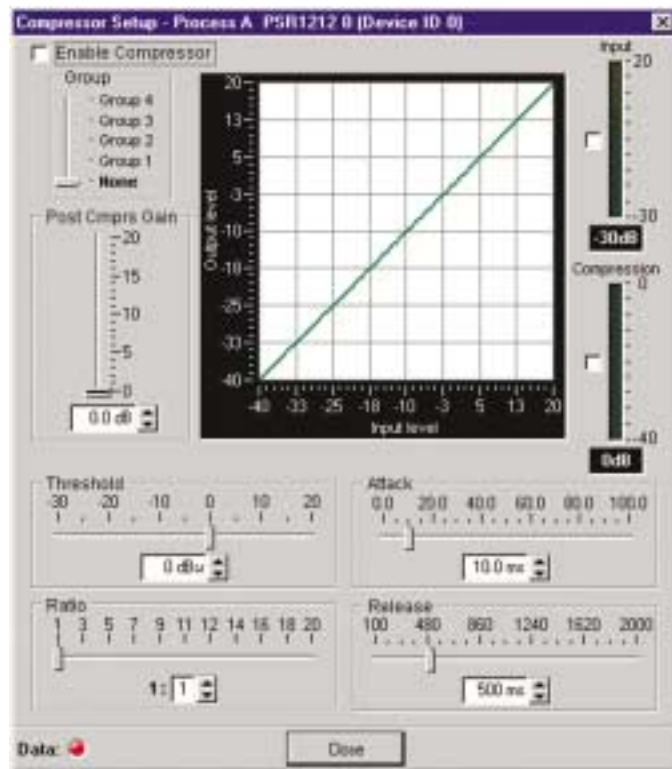 Compressor Setup - Process A PSR1212 0 (Device ID 0)
Enable Compressor
Group
Group 4
Group 3
Group 2
Group 1
None
Post Cmprs Gain
20
15
10
5
0
0.0 dB
Output level
20
13
5
-3
-10
-18
-25
-33
-40
-40 -33 -25 -18 -10 -3 5 13 20
Input level
Input
20
-30
-30dB
Compression
0
-40
0dB
Threshold
-30 -20 -10 0 10 20
0 dBu
Attack
0.0 20.0 40.0 60.0 80.0 100.0
10.0 ms
Ratio
1 3 5 7 9 11 12 14 16 18 20
1: 1
Release
100 480 860 1240 1620 2000
500 ms
Data:
Close